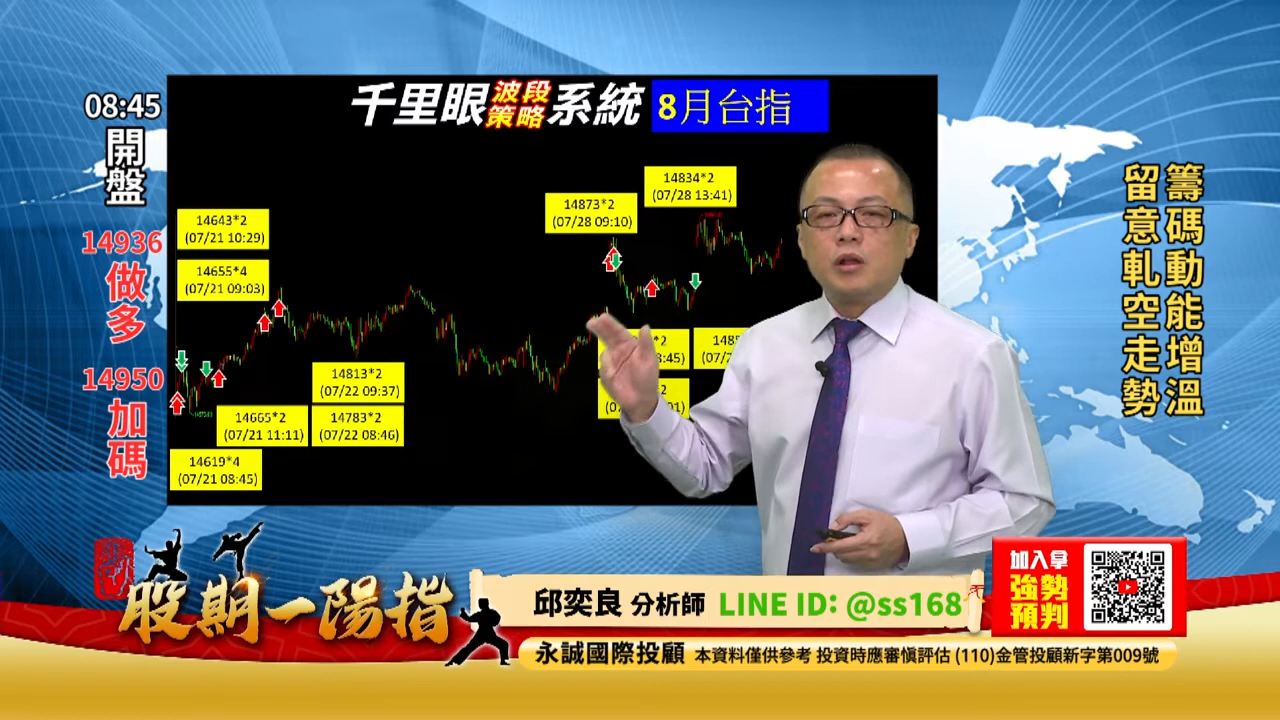 千里眼波段策略系統 8月台指
08:45
開盤
14936
做多
14950
加碼
14643*2
(07/21 10:29)
14655*4
(07/21 09:03)
14665*2
(07/21 11:11)
14619*4
(07/21 08:45)
14813*2
(07/22 09:37)
14783*2
(07/22 08:46)
14873*2
(07/28 09:10)
14834*2
(07/28 13:41)
籌碼動能增溫
留意軋空走勢
股期一陽指
邱奕良 分析師 LINE ID: @ss168
永誠國際投顧 本資料僅供參考 投資時應審慎評估 (110)金管投顧新字第009號
加入拿
強勢
預判